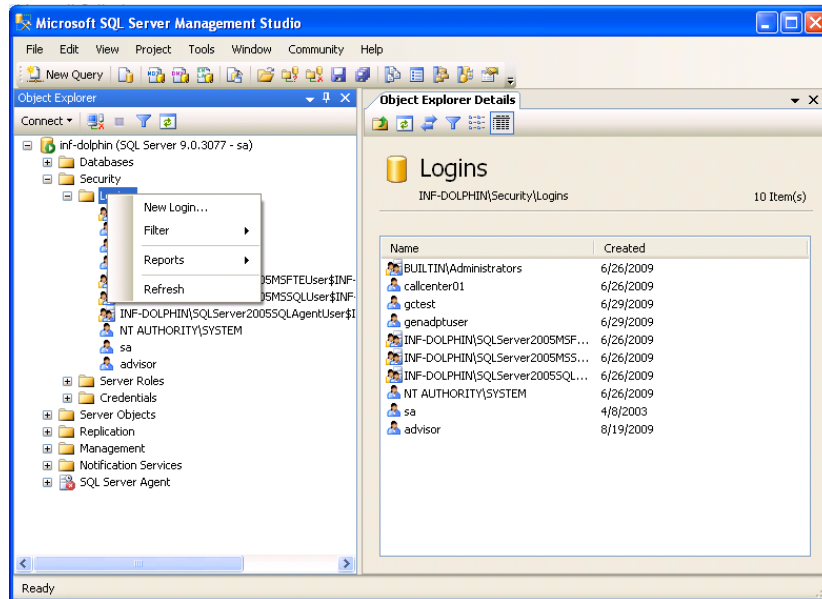 Microsoft SQL Server Management Studio
File Edit View Project Tools Window Community Help
New Query
Object Explorer
Connect
inf-dolphin (SQL Server 9.0.3077 - sa)
Databases
Security
New Login...
Filter
Reports
Refresh
05MSFTEUser$INF-
05MSSQLUser$INF-
INF-DOLPHIN\SQLServer2005SQLAgentUser$I
NT AUTHORITY\SYSTEM
sa
advisor
Server Roles
Credentials
Server Objects
Replication
Management
Notification Services
SQL Server Agent
Object Explorer Details
Logins
INF-DOLPHIN\Security\Logins 10 Item(s)
Name Created
BUILTIN\Administrators 6/26/2009
callcenter01 6/26/2009
gctest 6/29/2009
genadptuser 6/29/2009
INF-DOLPHIN\SQLServer2005MSF... 6/26/2009
INF-DOLPHIN\SQLServer2005MSS... 6/26/2009
INF-DOLPHIN\SQLServer2005SQL... 6/26/2009
NT AUTHORITY\SYSTEM 6/26/2009
sa 4/8/2003
advisor 8/19/2009
Ready